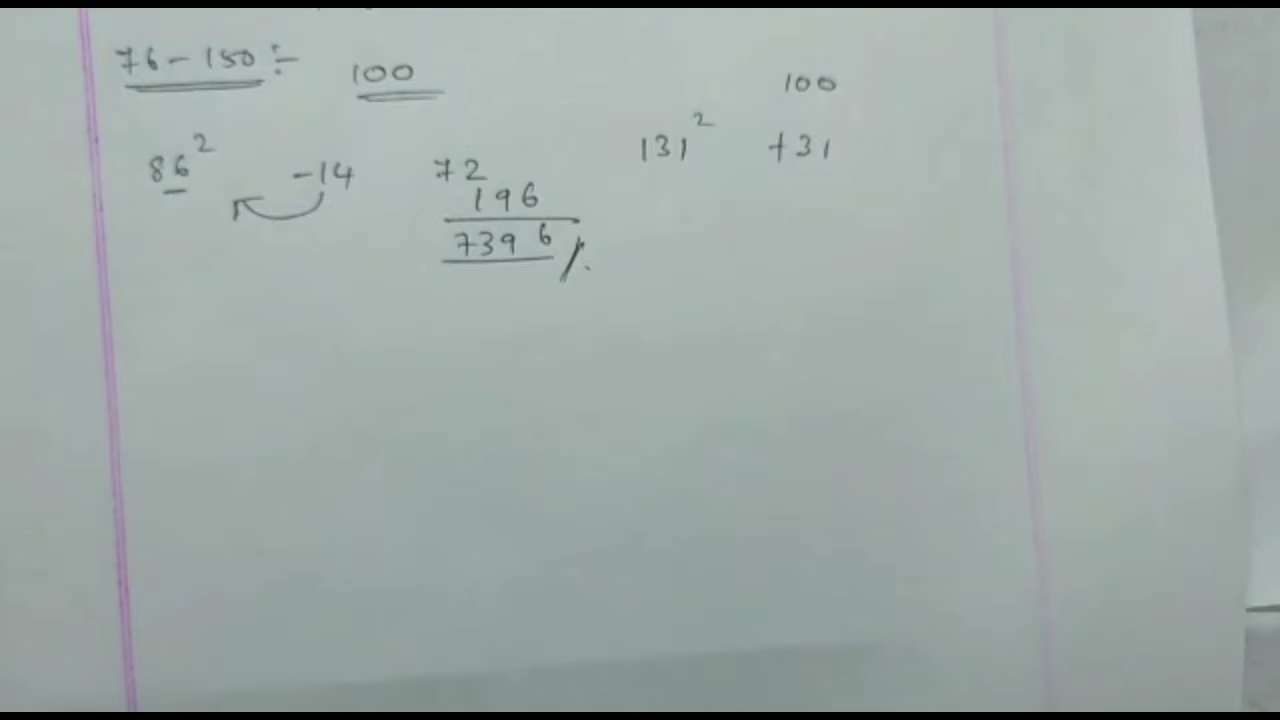 76-150 :- 100
86² -14 72
196
7396 /.
100
131² +31